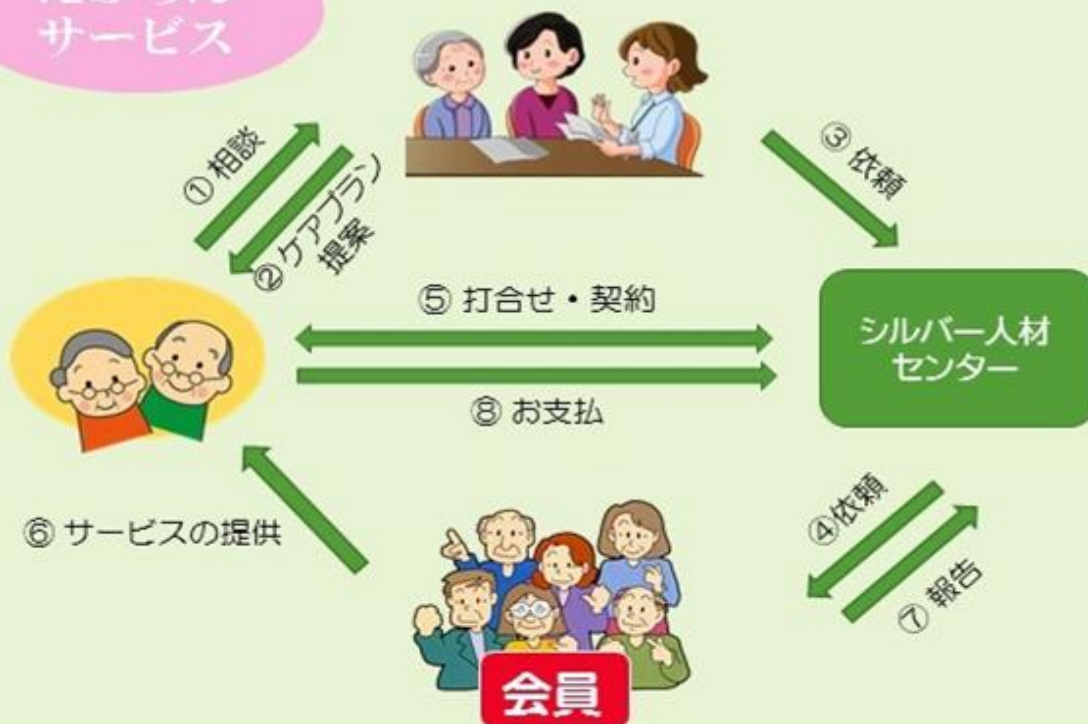 サービス
① 相談
② ケアプラン
提案
③ 依頼
⑤ 打合せ・契約
シルバー人材
センター
⑧ お支払
⑥ サービスの提供
④依頼
⑦ 報告
会員